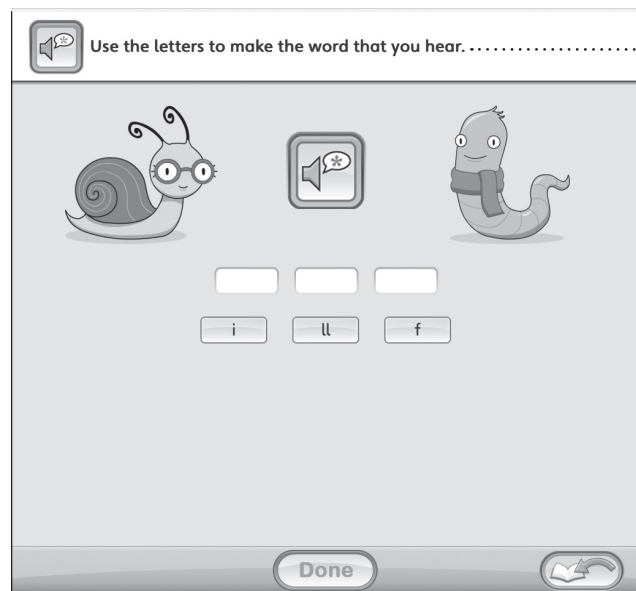 Use the letters to make the word that you hear. . . . . . . . . . . . . . . . . . . . . .
i ll f
Done